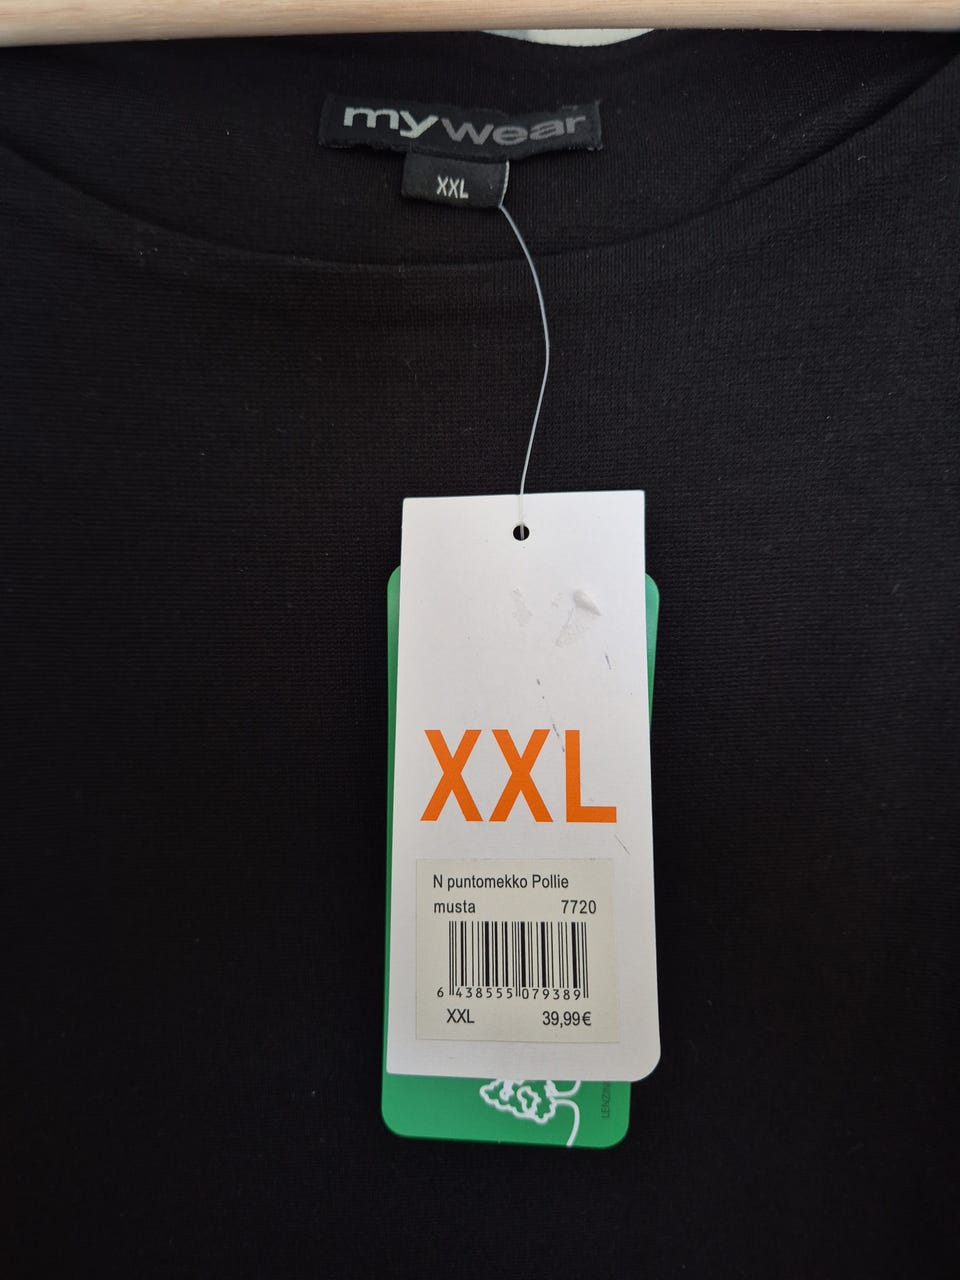 mywear
XXL
XXL
N puntomekko Pollie
musta 7720
6 438555 079389
XXL 39,99€